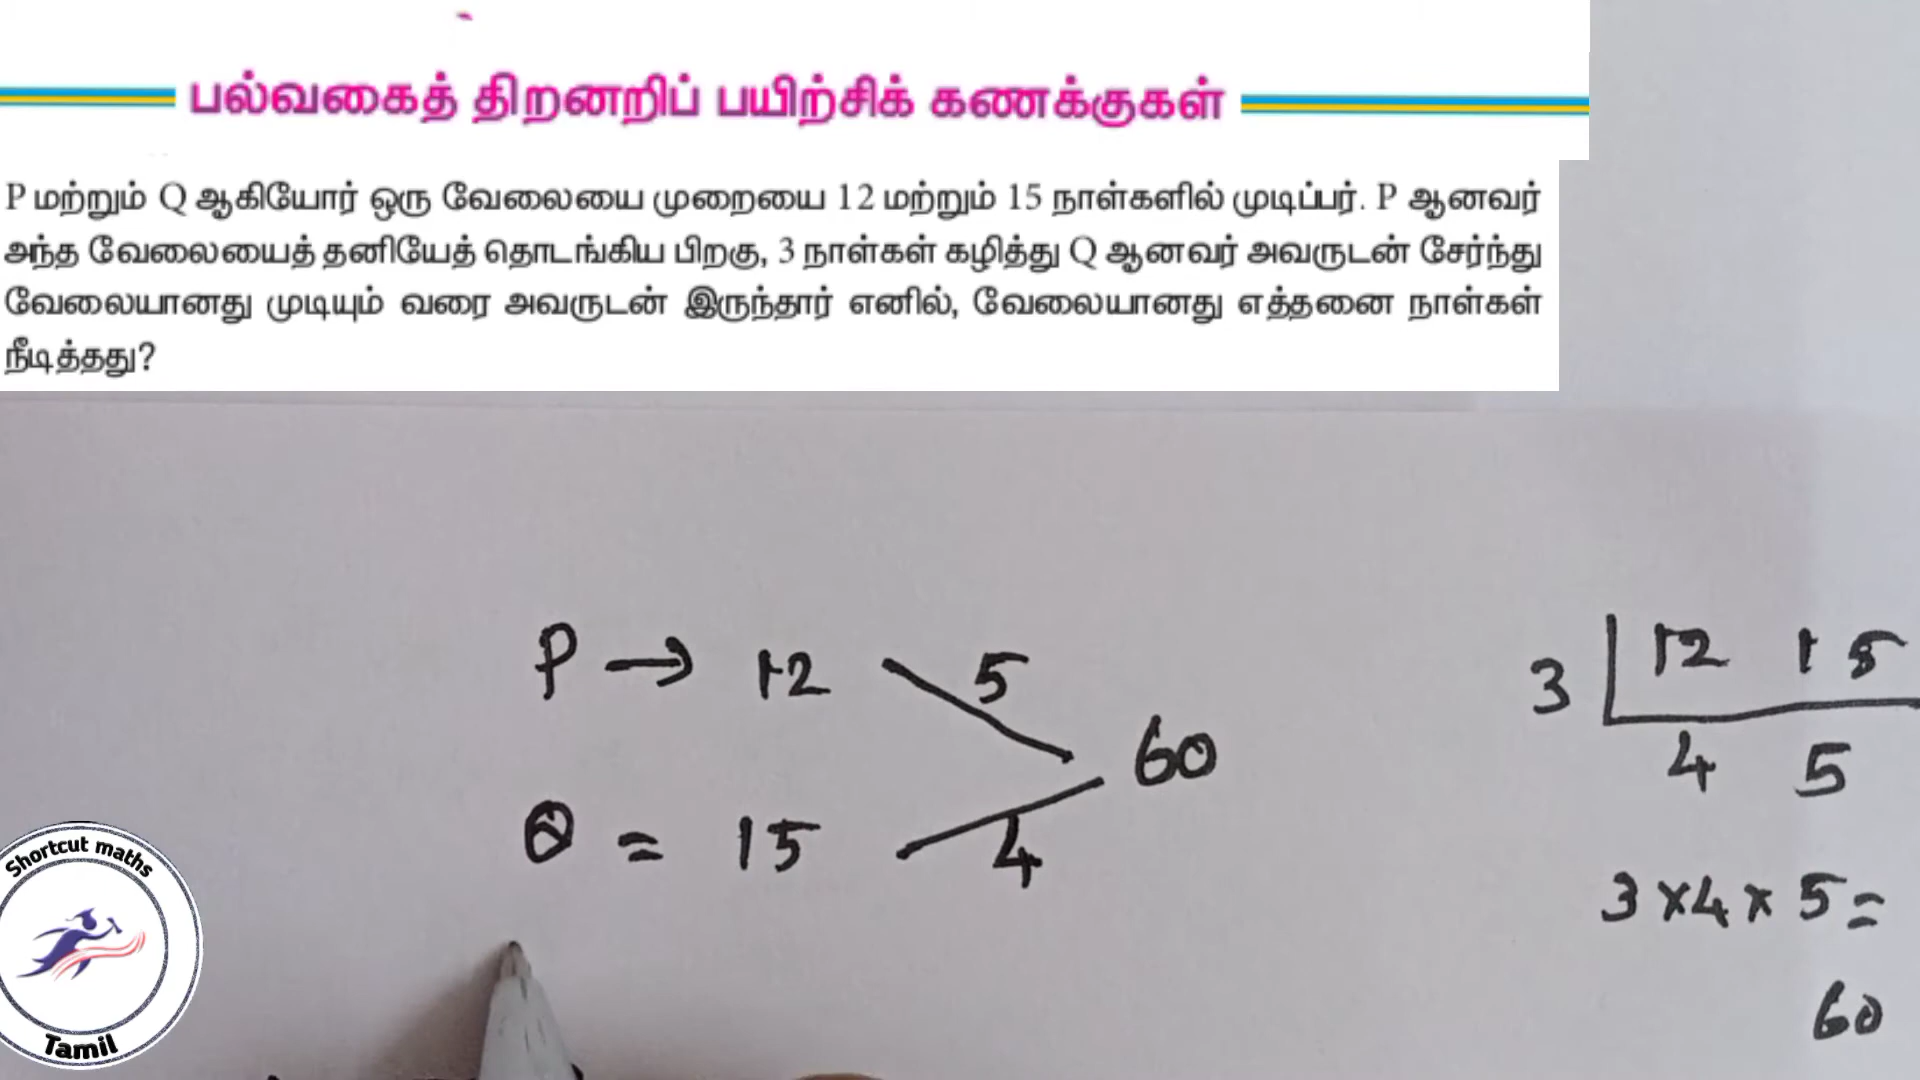 பல்வகைத் திறனறிப் பயிற்சிக் கணக்குகள்
P மற்றும் Q ஆகியோர் ஒரு வேலையை முறையை 12 மற்றும் 15 நாள்களில் முடிப்பர். P ஆனவர்
அந்த வேலையைத் தனியேத் தொடங்கிய பிறகு, 3 நாள்கள் கழித்து Q ஆனவர் அவருடன் சேர்ந்து
வேலையானது முடியும் வரை அவருடன் இருந்தார் எனில், வேலையானது எத்தனை நாள்கள்
நீடித்தது?
P → 12 5
60
Q = 15 4
3 12 15
4 5
3 × 4 × 5 =
60
Shortcut maths
Tamil